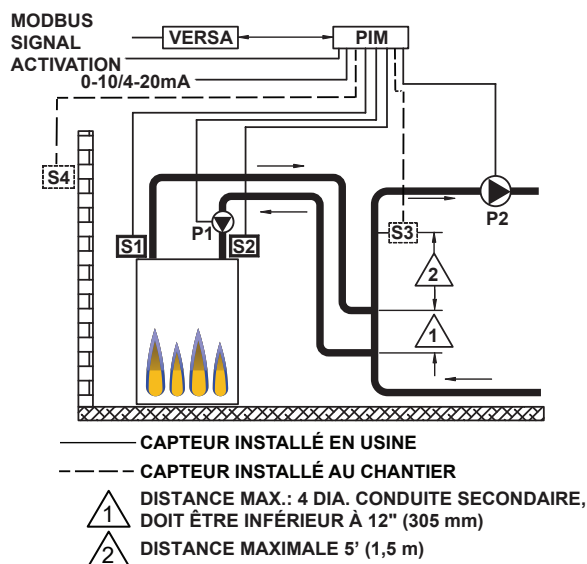 MODBUS
SIGNAL
ACTIVATION
VERSA
PIM
0-10/4-20mA
S4
S1
P1
S2
S3
P2
2
1
CAPTEUR INSTALLÉ EN USINE
CAPTEUR INSTALLÉ AU CHANTIER
1 DISTANCE MAX.: 4 DIA. CONDUITE SECONDAIRE,
DOIT ÊTRE INFÉRIEUR À 12" (305 mm)
2 DISTANCE MAXIMALE 5' (1,5 m)